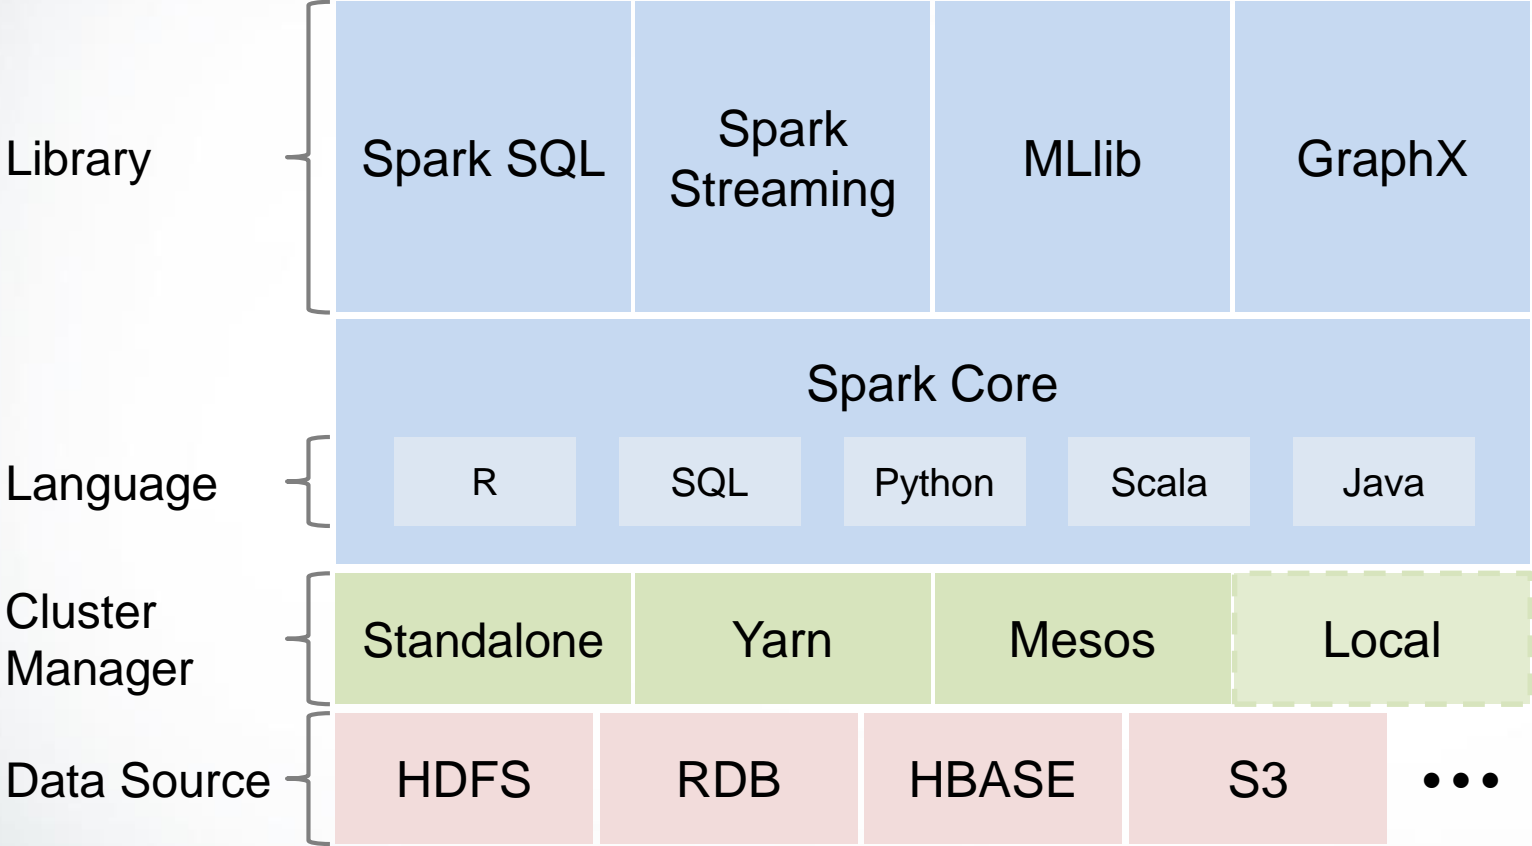 Library
Spark SQL
Spark
Streaming
MLlib
GraphX
Spark Core
Language
R
SQL
Python
Scala
Java
Cluster
Manager
Standalone
Yarn
Mesos
Local
Data Source
HDFS
RDB
HBASE
S3
•••